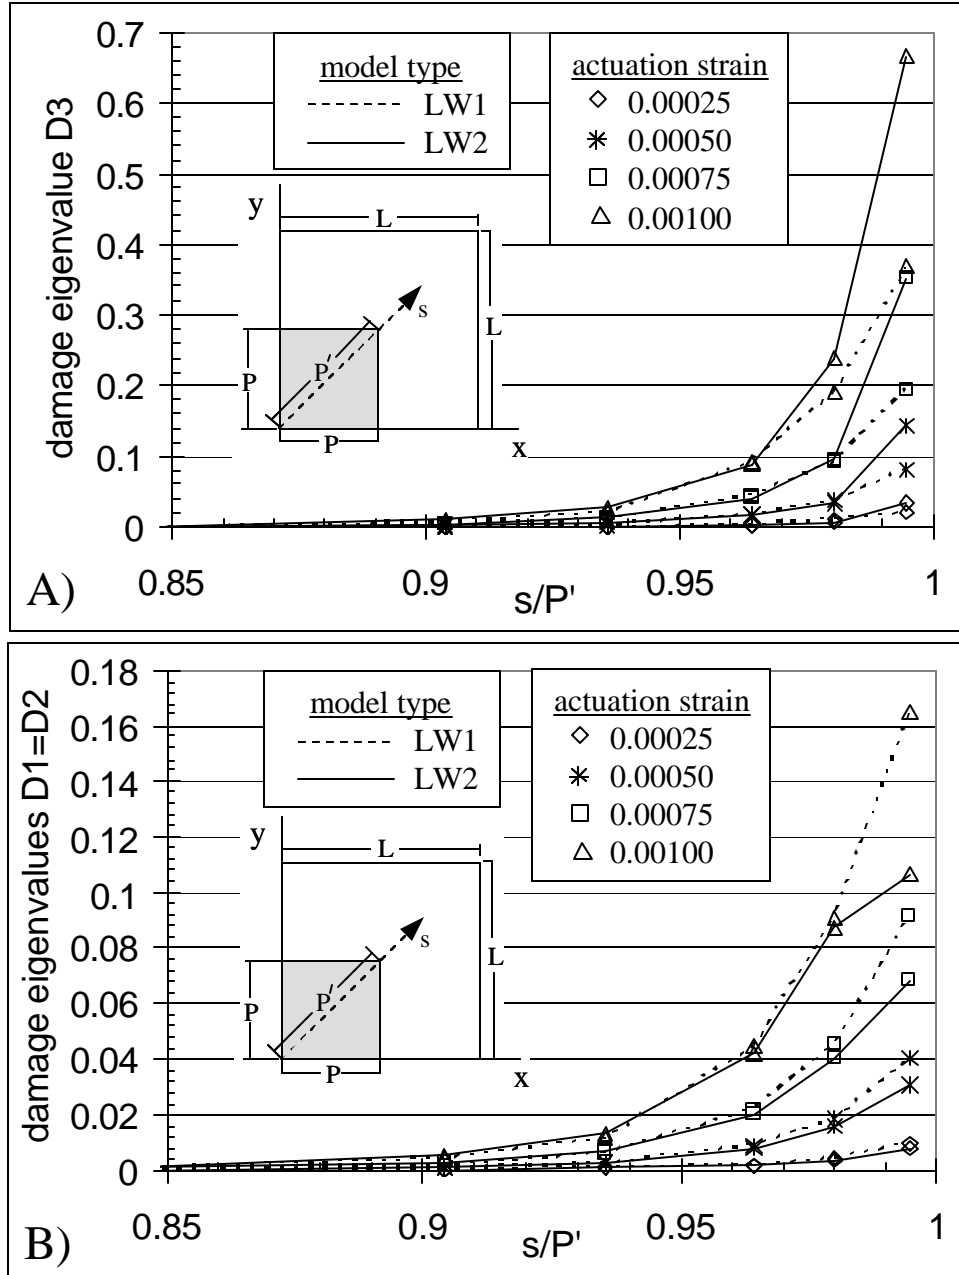 damage eigenvalue D3
0.7
0.6
0.5
0.4
0.3
0.2
0.1
0
model type
LW1
LW2
actuation strain
0.00025
0.00050
0.00075
0.00100
y
L
L
s
P'
P
P
x
0.85
0.9
0.95
1
s/P'
A)
damage eigenvalues D1=D2
0.18
0.16
0.14
0.12
0.1
0.08
0.06
0.04
0.02
0
model type
LW1
LW2
actuation strain
0.00025
0.00050
0.00075
0.00100
y
L
L
s
P'
P
P
x
0.85
0.9
0.95
1
s/P'
B)